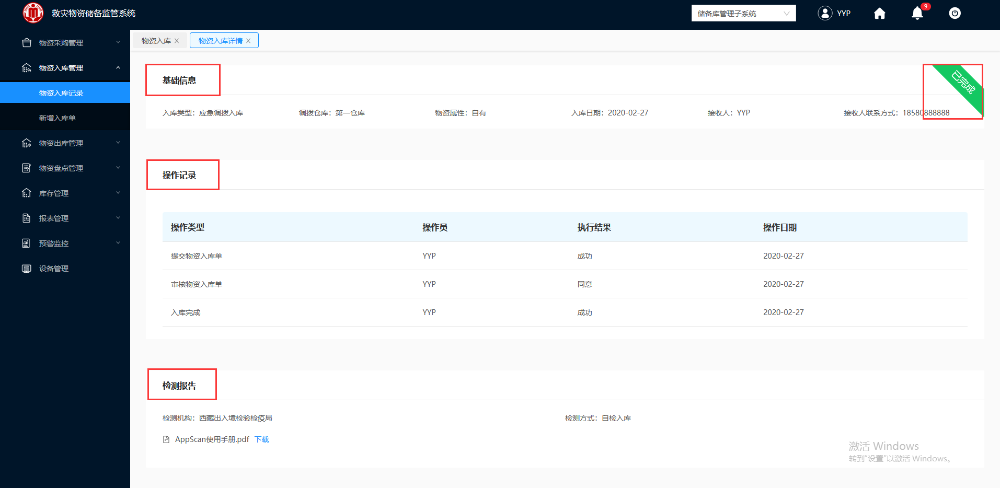 救灾物资储备监管系统
储备库管理子系统
YYP
9
物资采购管理
物资入库管理
物资入库记录
新增入库单
物资出库管理
物资盘点管理
库存管理
报表管理
预警监控
设备管理
物资入库
物资入库详情
基础信息
已完成
入库类型：应急调拨入库
调拨仓库：第一仓库
物资属性：自有
入库日期：2020-02-27
接收人：YYP
接收人联系方式：18580888888
操作记录
操作类型 操作员 执行结果 操作日期
提交物资入库单 YYP 成功 2020-02-27
审核物资入库单 YYP 同意 2020-02-27
入库完成 YYP 成功 2020-02-27
检测报告
检测机构：西藏出入境检验检疫局
检测方式：自检入库
AppScan使用手册.pdf 下载
激活 Windows
转到“设置”以激活 Windows。